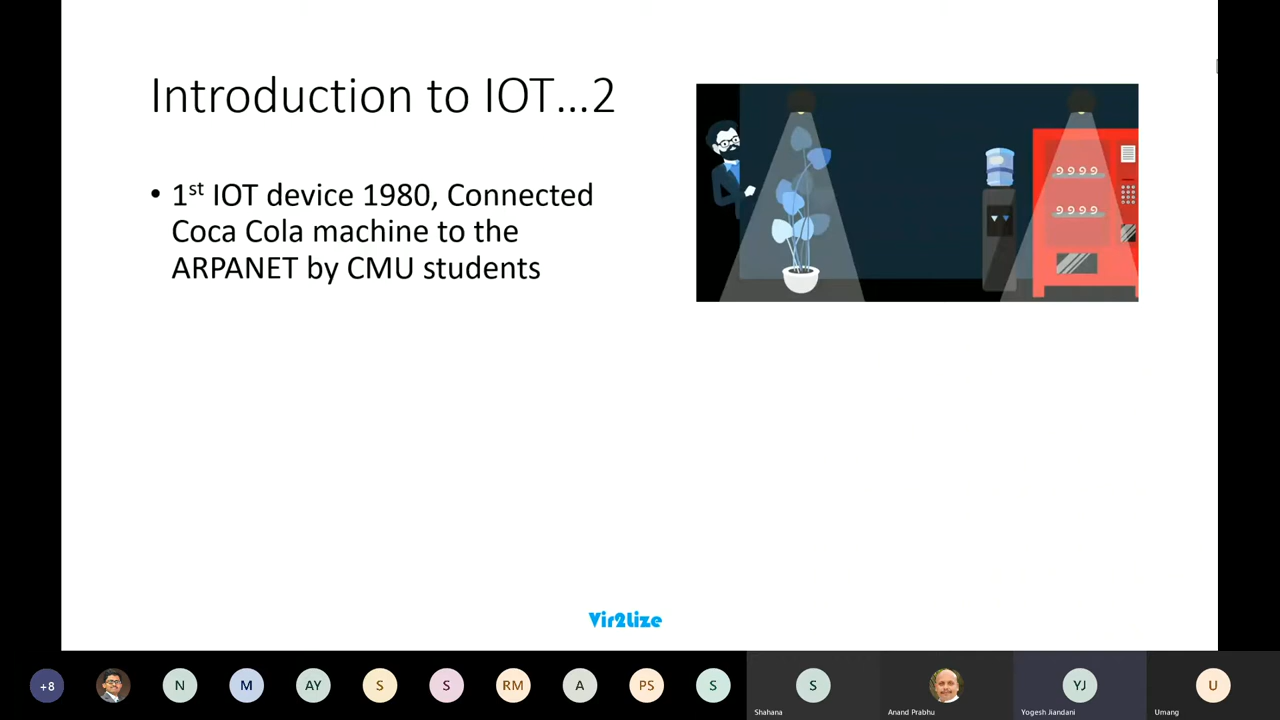 Introduction to IOT...2
• 1st IOT device 1980, Connected
Coca Cola machine to the
ARPANET by CMU students
Vir2Lize
+8
N
M
AY
S
S
RM
A
PS
S
S
YJ
U
Shahana
Anand Prabhu
Yogesh Jiandani
Umang